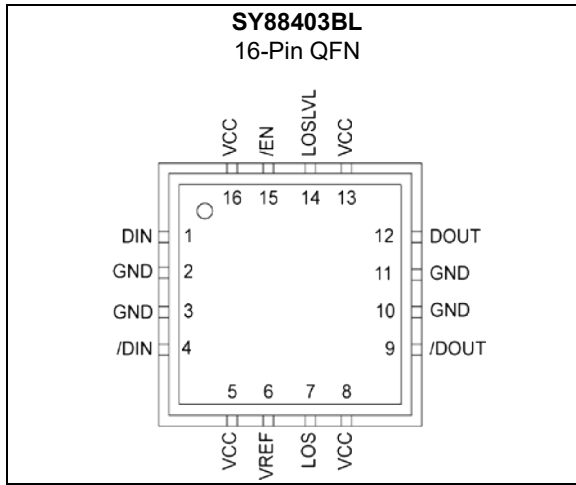 SY88403BL
16-Pin QFN
VCC
/EN
LOSLVL
VCC
16 15 14 13
DIN 1 12 DOUT
GND 2 11 GND
GND 3 10 GND
/DIN 4 9 /DOUT
5 6 7 8
VCC
VREF
LOS
VCC